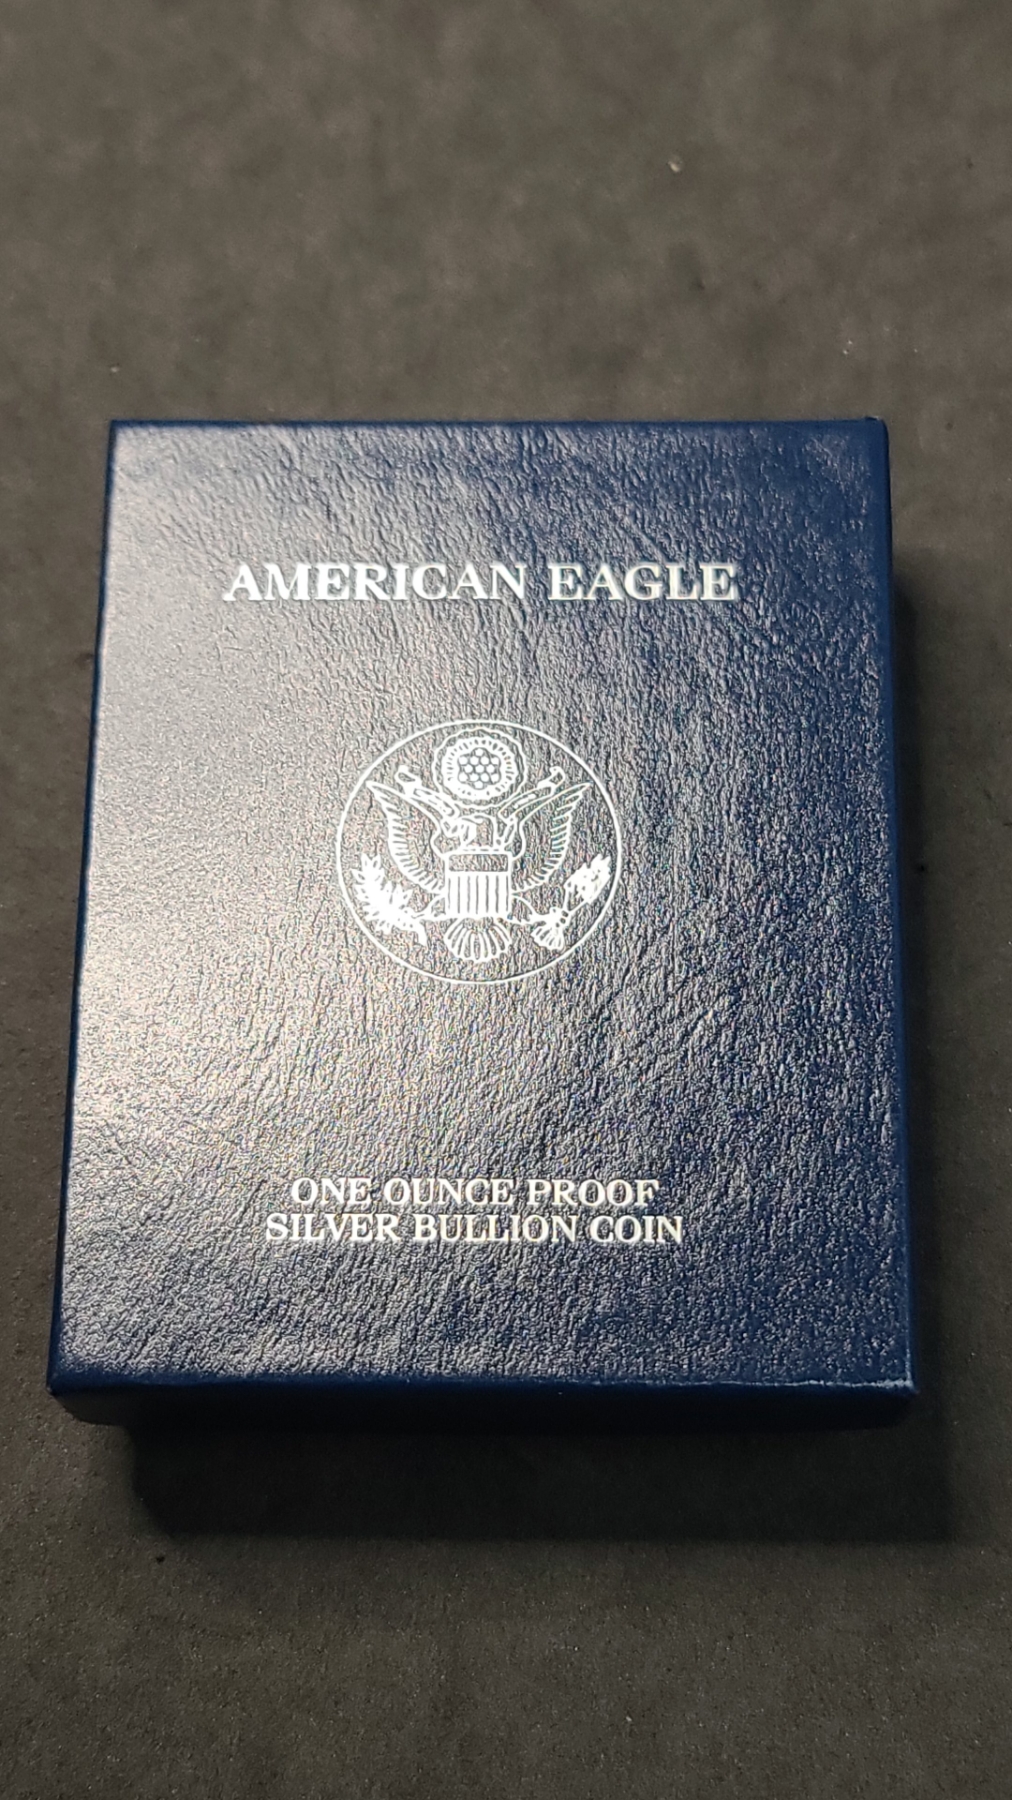 AMERICAN EAGLE
ONE OUNCE PROOF
SILVER BULLION COIN